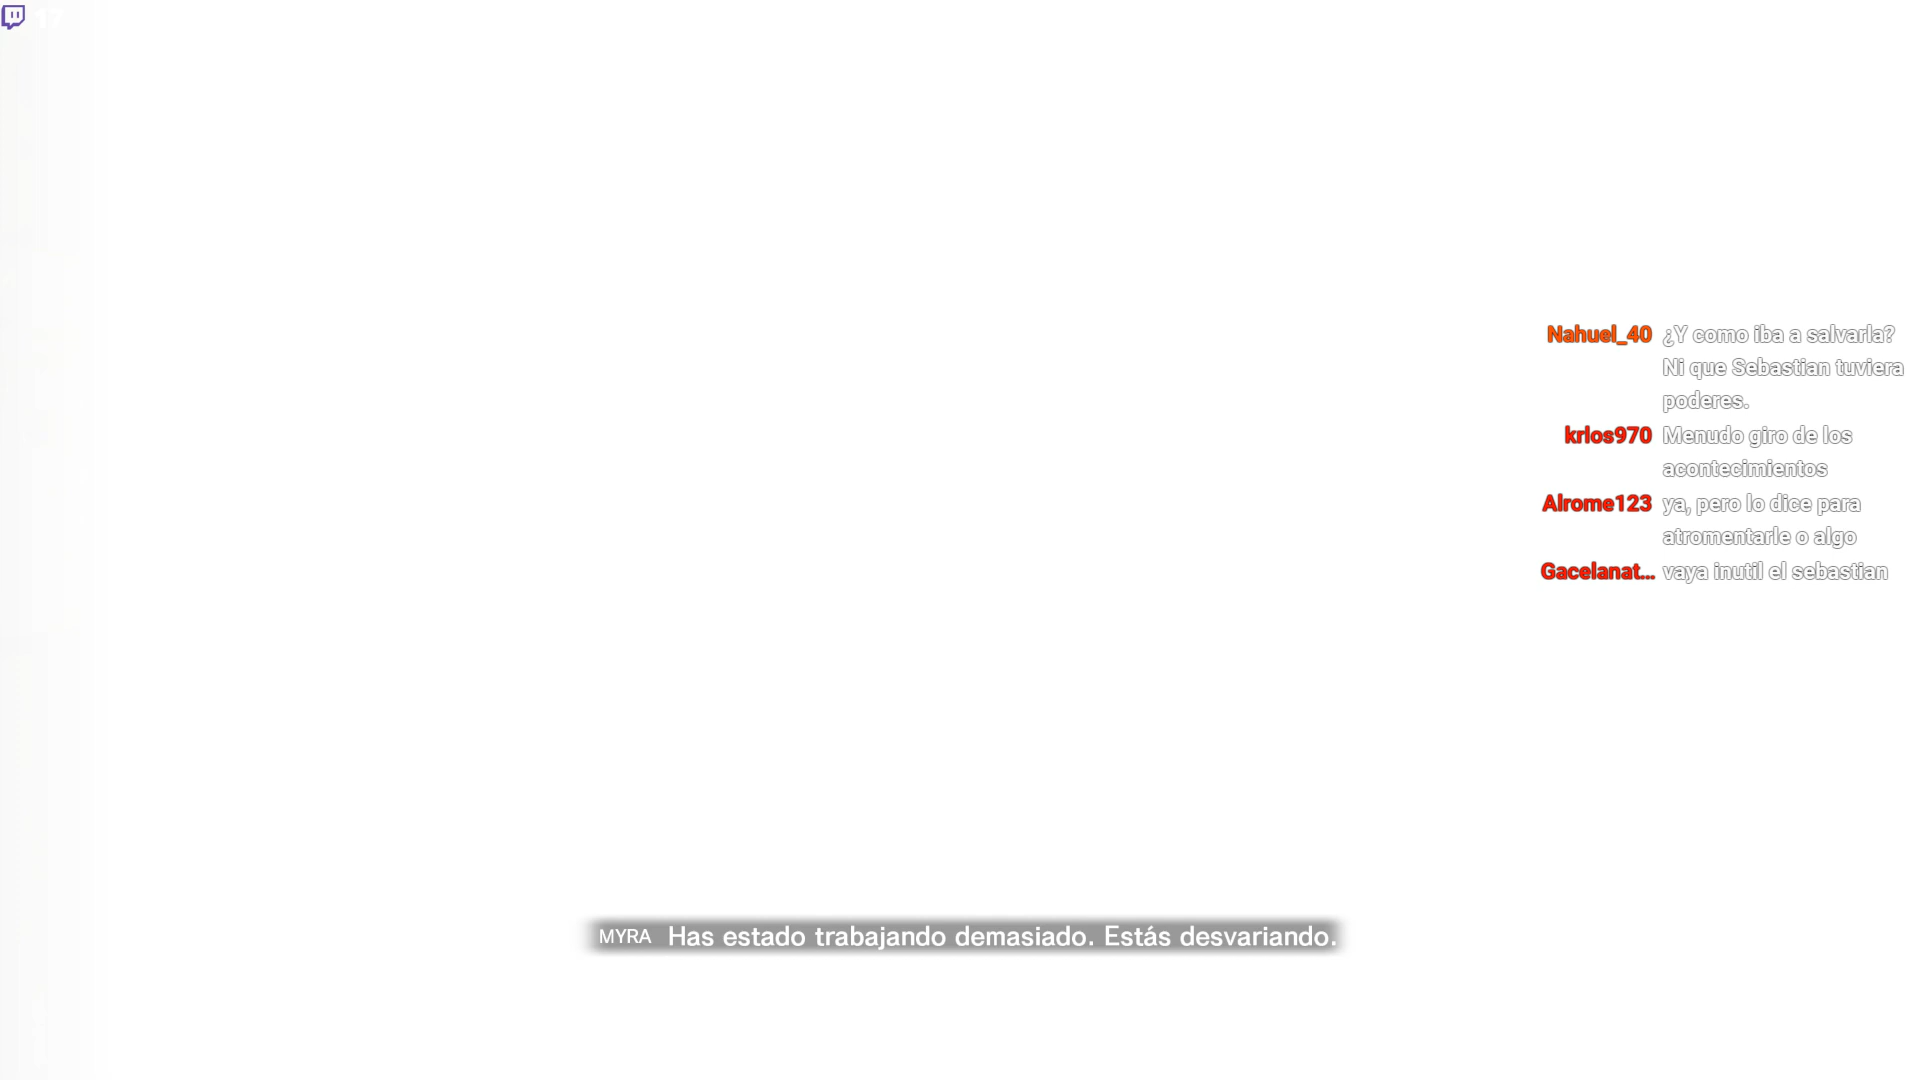 17
Nahuel_40 ¿Y como iba a salvarla?
Ni que Sebastian tuviera
poderes.
krlos970 Menudo giro de los
acontecimientos
Alrome123 ya, pero lo dice para
atromentarle o algo
Gacelanat... vaya inutil el sebastian
MYRA Has estado trabajando demasiado. Estás desvariando.